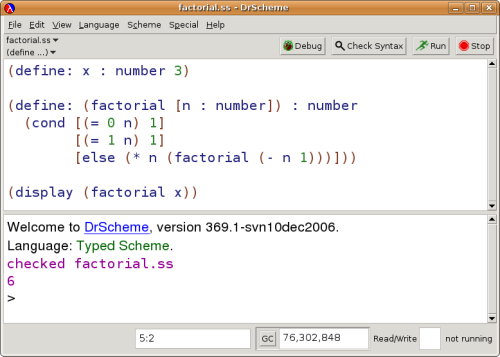 factorial.ss - DrScheme
File Edit View Language Scheme Special Help
factorial.ss
(define ...)
Debug Check Syntax Run Stop
(define: x : number 3)
(define: (factorial [n : number]) : number
(cond [(= 0 n) 1]
[(= 1 n) 1]
[else (* n (factorial (- n 1)))]))
(display (factorial x))
Welcome to DrScheme, version 369.1-svn10dec2006.
Language: Typed Scheme.
checked factorial.ss
6
>
5:2 GC 76,302,848 Read/Write not running